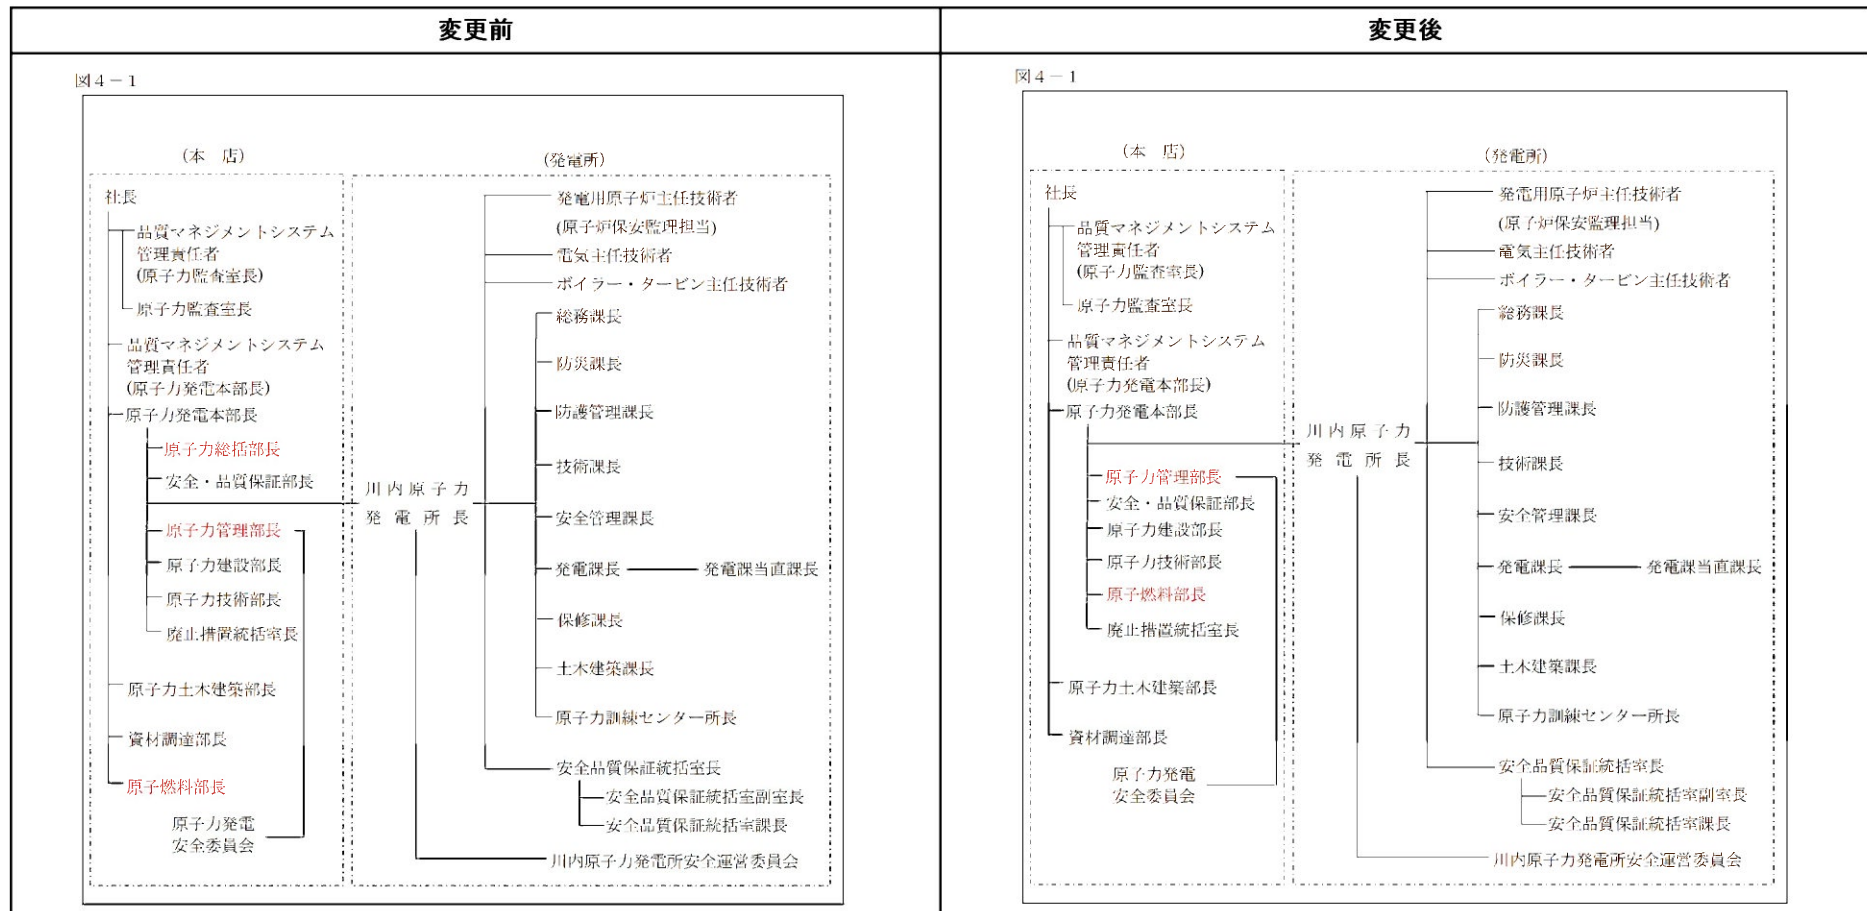 変更前
図4-1
(本 店)
(発電所)
社長
品質マネジメントシステム
管理責任者
(原子力監査室長)
原子力監査室長
品質マネジメントシステム
管理責任者
(原子力発電本部長)
原子力発電本部長
原子力総括部長
安全・品質保証部長
原子力管理部長
原子力建設部長
原子力技術部長
廃止措置統括室長
原子力土木建築部長
資材調達部長
原子燃料部長
原子力発電
安全委員会
川内原子力
発電所長
発電用原子炉主任技術者
(原子炉保安監理担当)
電気主任技術者
ボイラー・タービン主任技術者
総務課長
防災課長
防護管理課長
技術課長
安全管理課長
発電課長
発電課当直課長
保修課長
土木建築課長
原子力訓練センター所長
安全品質保証統括室長
安全品質保証統括室副室長
安全品質保証統括室課長
川内原子力発電所安全運営委員会
変更後
図4-1
(本 店)
(発電所)
社長
品質マネジメントシステム
管理責任者
(原子力監査室長)
原子力監査室長
品質マネジメントシステム
管理責任者
(原子力発電本部長)
原子力発電本部長
原子力管理部長
安全・品質保証部長
原子力建設部長
原子力技術部長
原子燃料部長
廃止措置統括室長
原子力土木建築部長
資材調達部長
原子力発電
安全委員会
川内原子力
発電所長
発電用原子炉主任技術者
(原子炉保安監理担当)
電気主任技術者
ボイラー・タービン主任技術者
総務課長
防災課長
防護管理課長
技術課長
安全管理課長
発電課長
発電課当直課長
保修課長
土木建築課長
原子力訓練センター所長
安全品質保証統括室長
安全品質保証統括室副室長
安全品質保証統括室課長
川内原子力発電所安全運営委員会